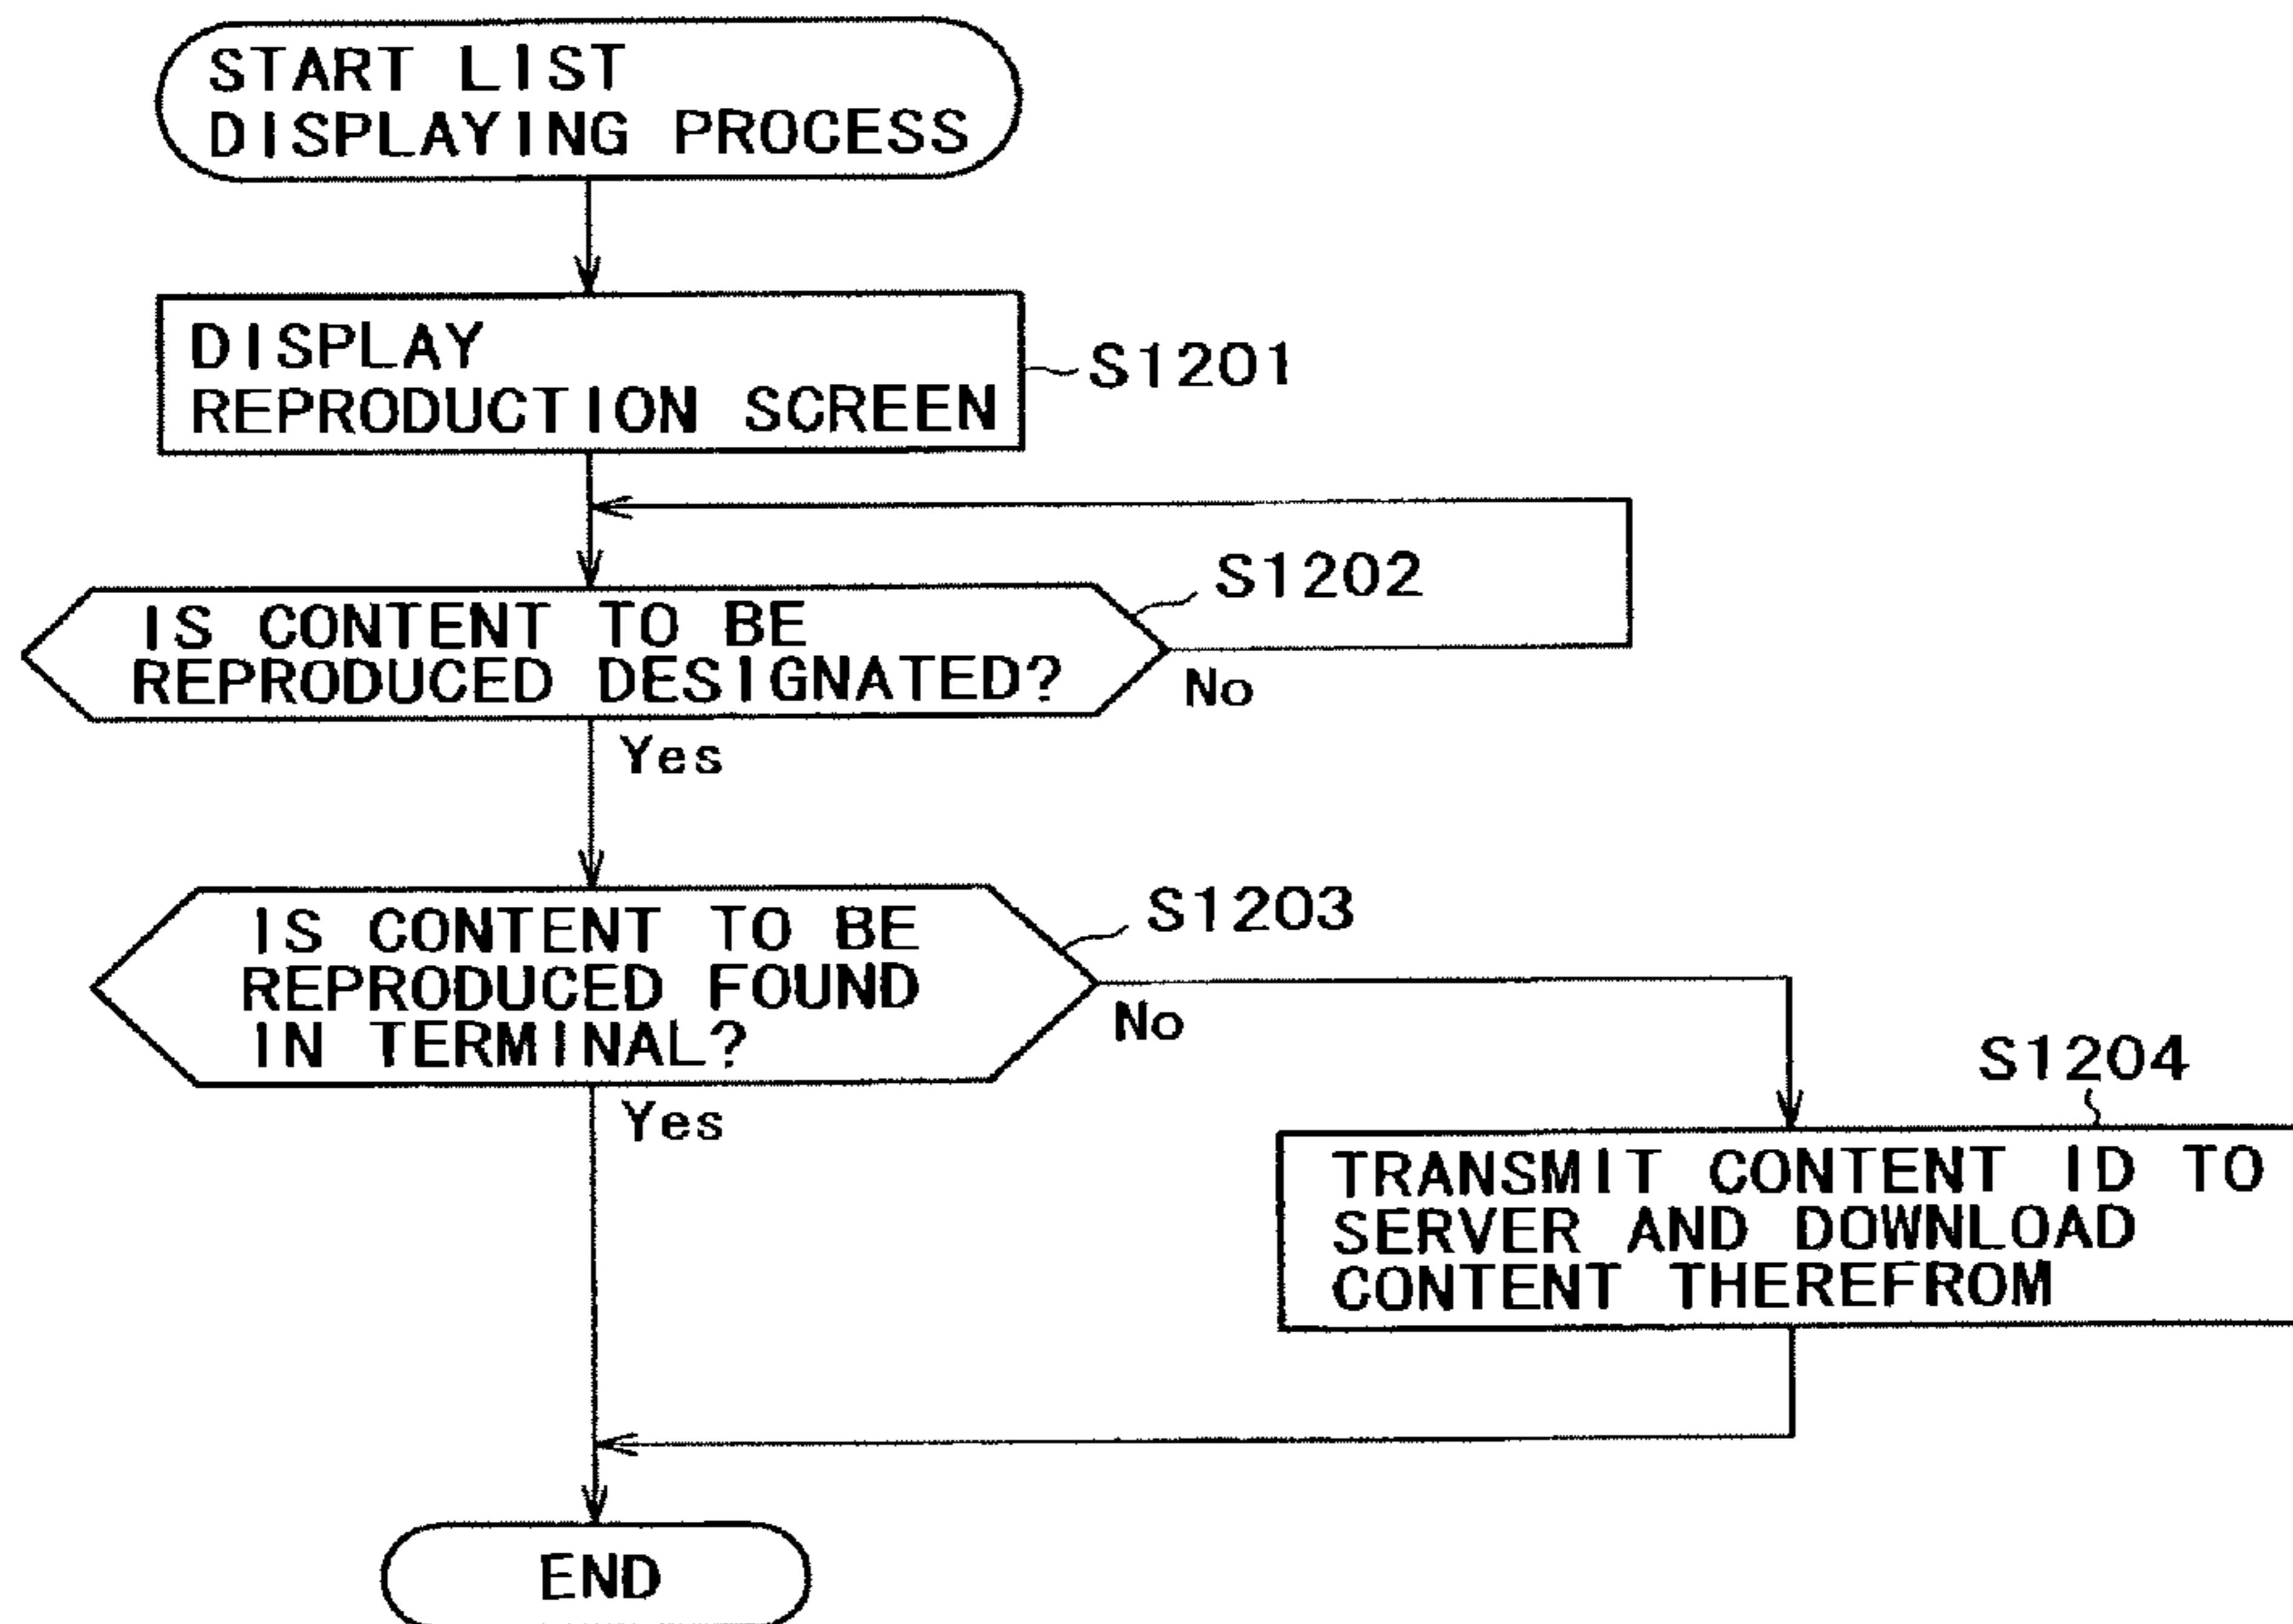 START LIST
DISPLAYING PROCESS
DISPLAY
REPRODUCTION SCREEN
S1201
S1202
IS CONTENT TO BE
REPRODUCED DESIGNATED?
No
Yes
S1203
IS CONTENT TO BE
REPRODUCED FOUND
IN TERMINAL?
No
Yes
S1204
TRANSMIT CONTENT ID TO
SERVER AND DOWNLOAD
CONTENT THEREFROM
END